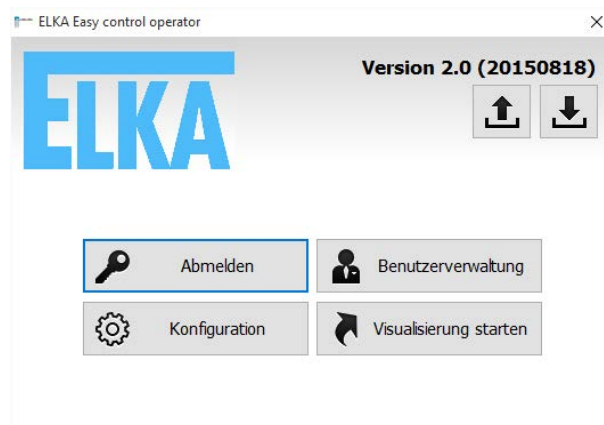 ELKA Easy control operator
ELKA
Version 2.0 (20150818)
Abmelden
Benutzerverwaltung
Konfiguration
Visualisierung starten